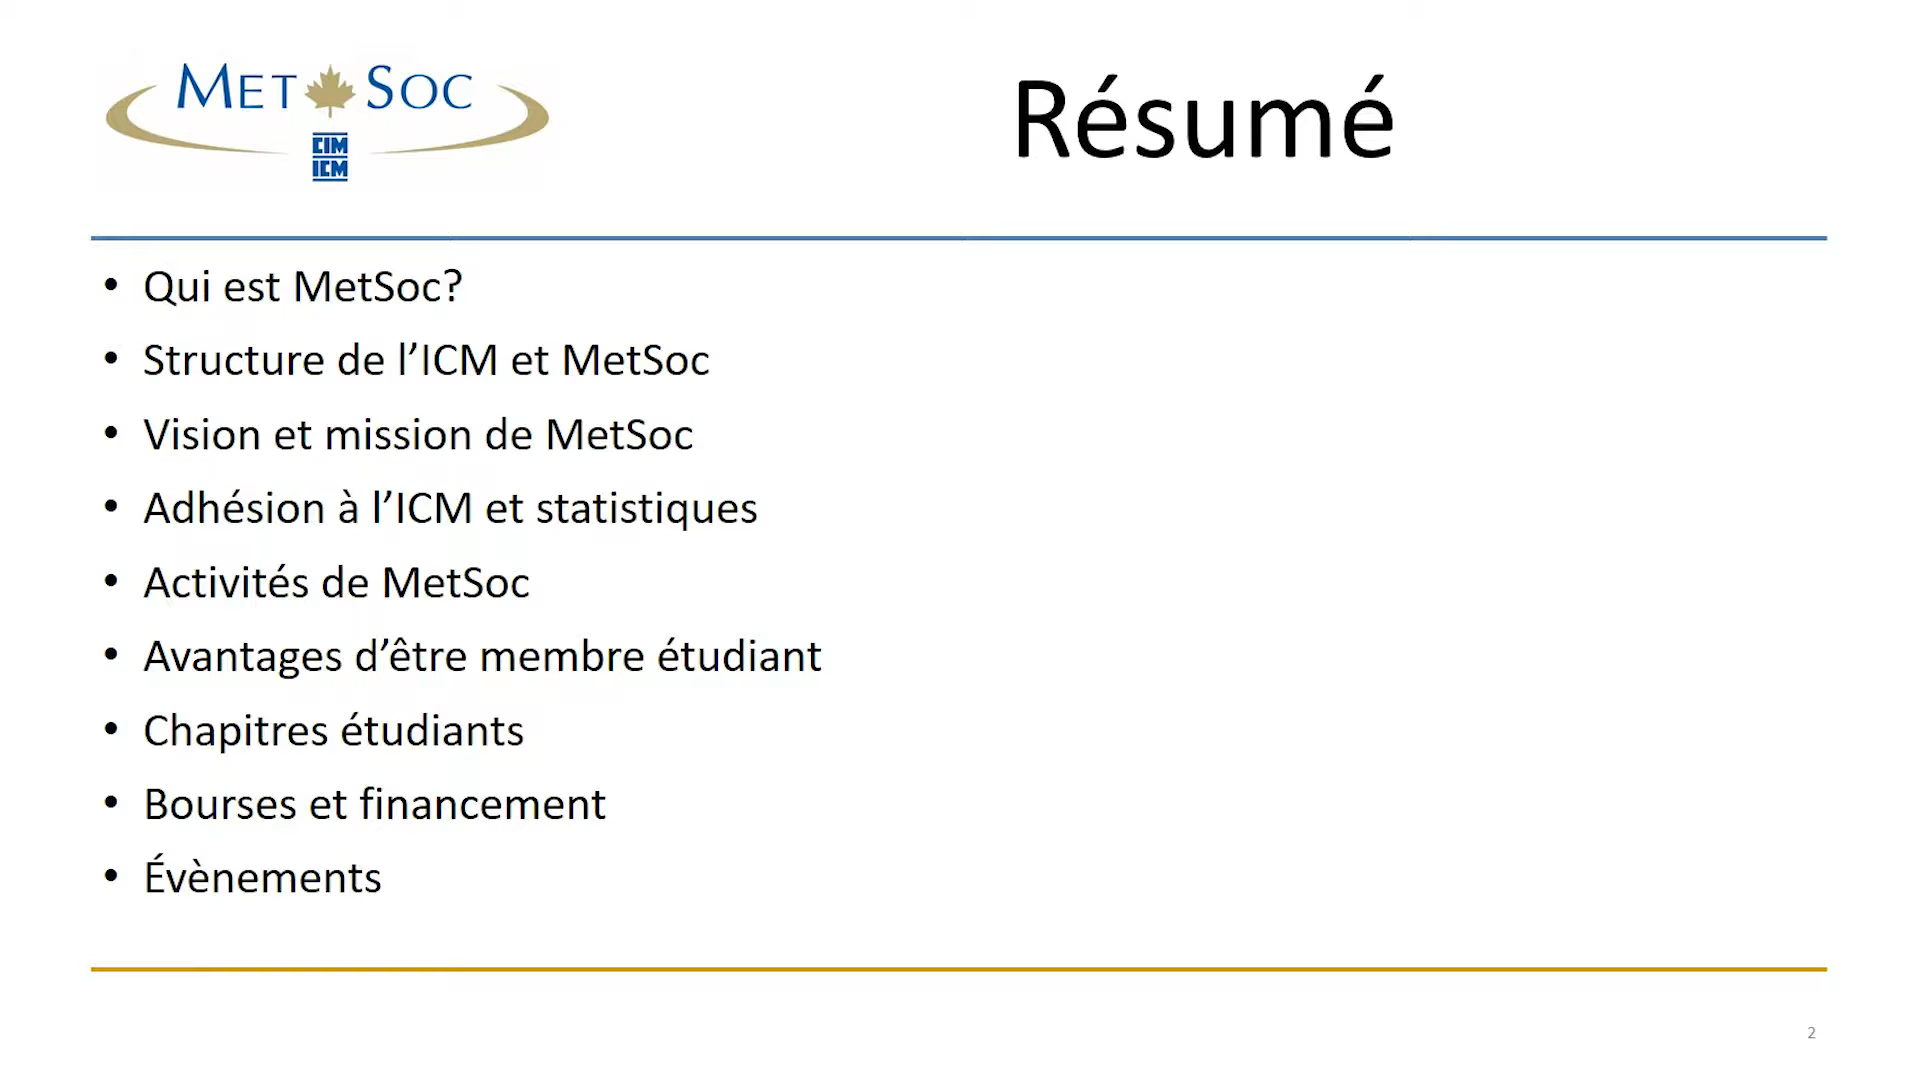 MET SOC
CIM
ICM
Résumé
• Qui est MetSoc?
• Structure de l’ICM et MetSoc
• Vision et mission de MetSoc
• Adhésion à l’ICM et statistiques
• Activités de MetSoc
• Avantages d’être membre étudiant
• Chapitres étudiants
• Bourses et financement
• Évènements
2